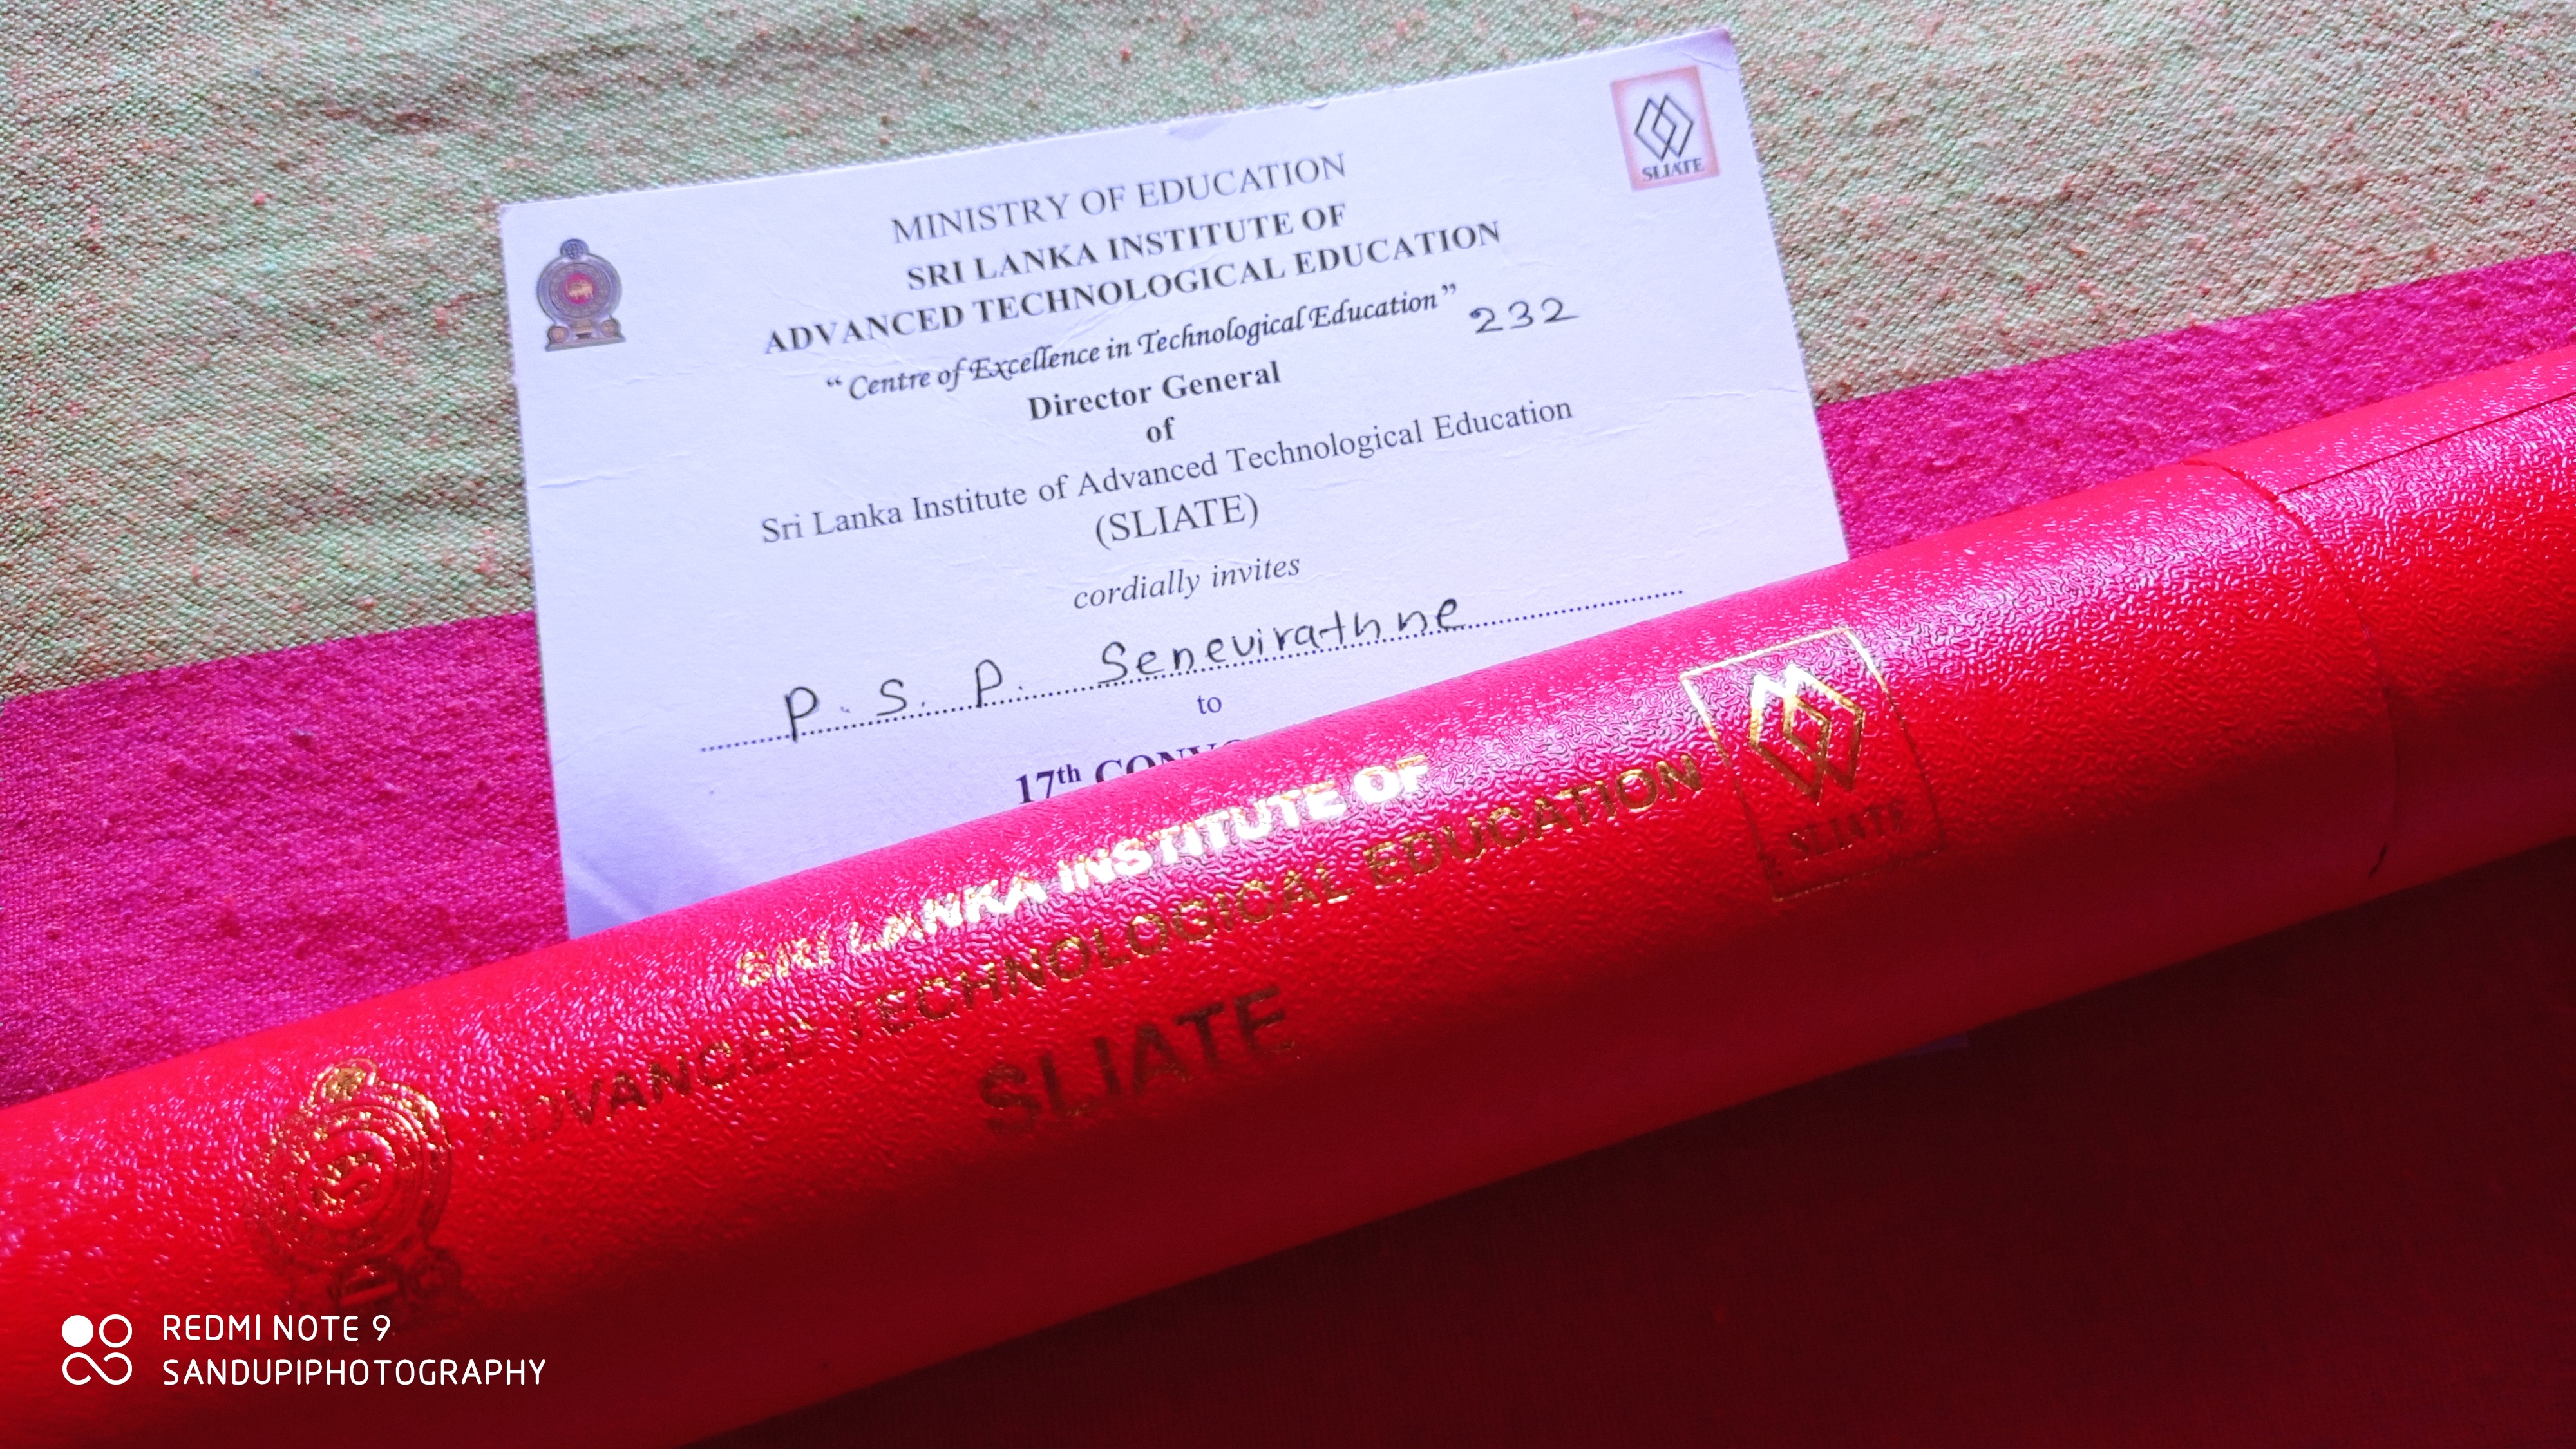 SLIATE
MINISTRY OF EDUCATION
SRI LANKA INSTITUTE OF
ADVANCED TECHNOLOGICAL EDUCATION
“Centre of Excellence in Technological Education”
232
Director General
of
Sri Lanka Institute of Advanced Technological Education
(SLIATE)
cordially invites
P. S. P. Senevirathne
to
17th
SRI LANKA INSTITUTE OF
ADVANCED TECHNOLOGICAL EDUCATION
SLIATE
SLIATE
REDMI NOTE 9
SANDUPIPHOTOGRAPHY